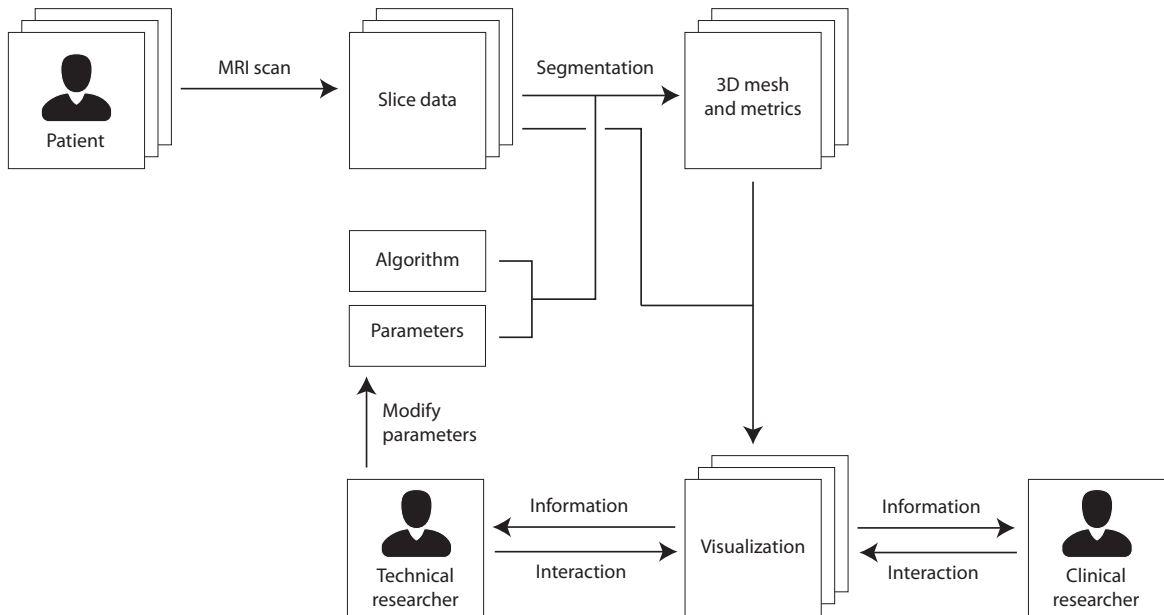 MRI scan
Segmentation
Patient
Slice data
3D mesh
and metrics
Algorithm
Parameters
Modify
parameters
Information
Information
Visualization
Interaction
Interaction
Technical
researcher
Clinical
researcher